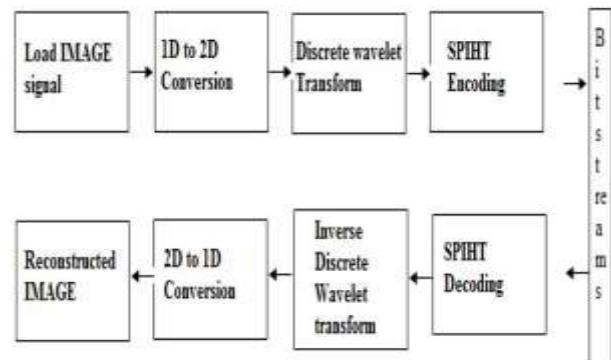 Load IMAGE
signal
1D to 2D
Conversion
Discrete wavelet
Transform
SPIHT
Encoding
Bitstreams
Reconstructed
IMAGE
2D to 1D
Conversion
Inverse
Discrete
Wavelet
transform
SPIHT
Decoding